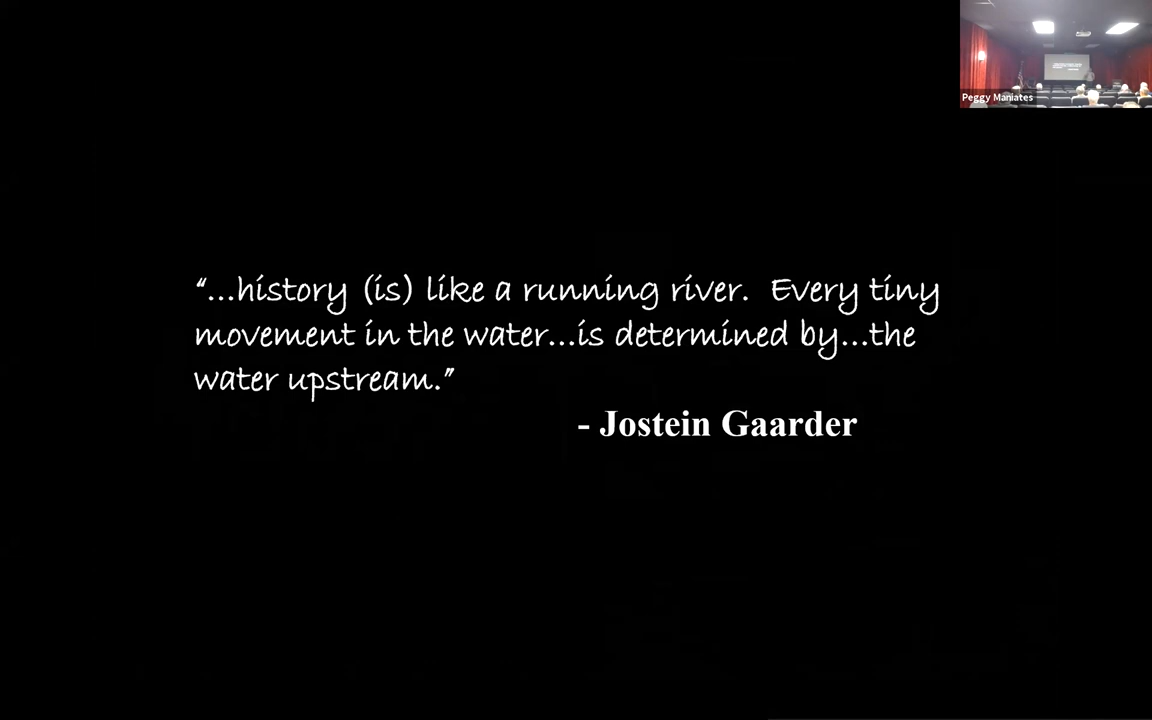 Peggy Maniates
“...history (is) like a running river. Every tiny
movement in the water...is determined by...the
water upstream.”
- Jostein Gaarder